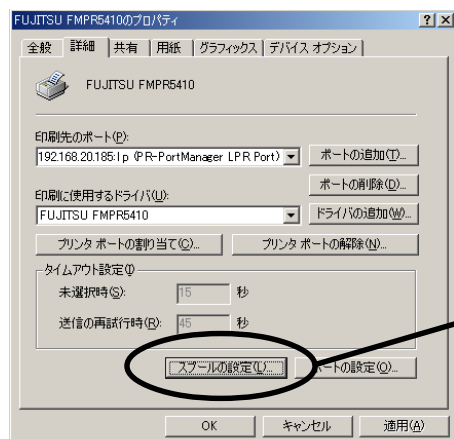 FUJITSU FMPR5410のプロパティ
全般 詳細 共有 用紙 グラフィックス デバイス オプション
FUJITSU FMPR5410
印刷先のポート(P):
192.168.20.185:lp (PR-PortManager LPR Port) ポートの追加(T)...
ポートの削除(D)...
印刷に使用するドライバ(U):
FUJITSU FMPR5410 ドライバの追加(W)...
プリンタ ポートの割り当て(C)... プリンタ ポートの解除(N)...
タイムアウト設定(I)
未選択時(S): 15 秒
送信の再試行時(R): 45 秒
スプールの設定(L)... ポートの設定(O)...
OK キャンセル 適用(A)